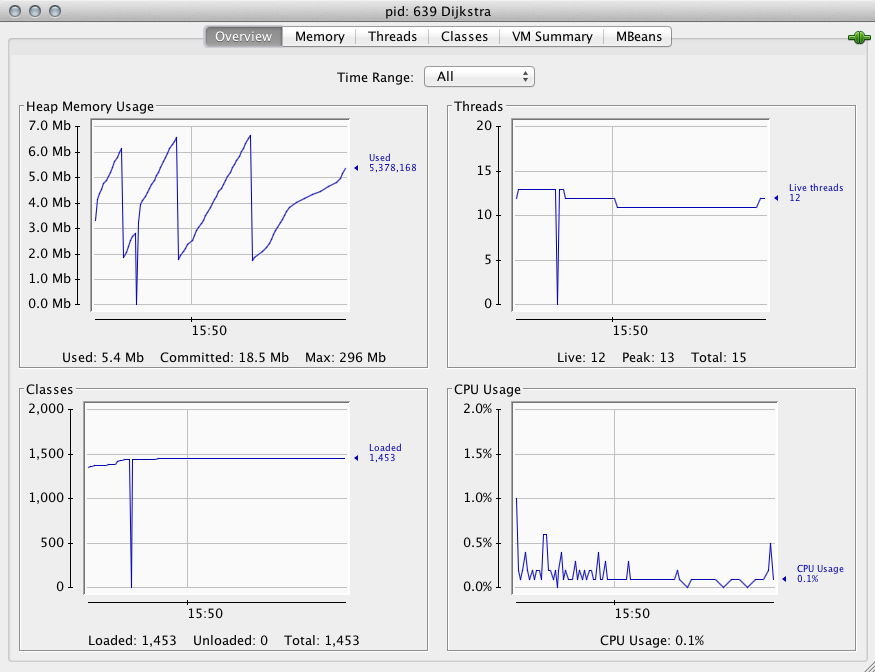 pid: 639 Dijkstra
Overview Memory Threads Classes VM Summary MBeans
Time Range: All
Heap Memory Usage
7.0 Mb
6.0 Mb
5.0 Mb
4.0 Mb
3.0 Mb
2.0 Mb
1.0 Mb
0.0 Mb
Used
5,378,168
15:50
Used: 5.4 Mb Committed: 18.5 Mb Max: 296 Mb
Threads
20
15
10
5
0
Live threads
12
15:50
Live: 12 Peak: 13 Total: 15
Classes
2,000
1,500
1,000
500
0
Loaded
1,453
15:50
Loaded: 1,453 Unloaded: 0 Total: 1,453
CPU Usage
2.0%
1.5%
1.0%
0.5%
0.0%
CPU Usage
0.1%
15:50
CPU Usage: 0.1%